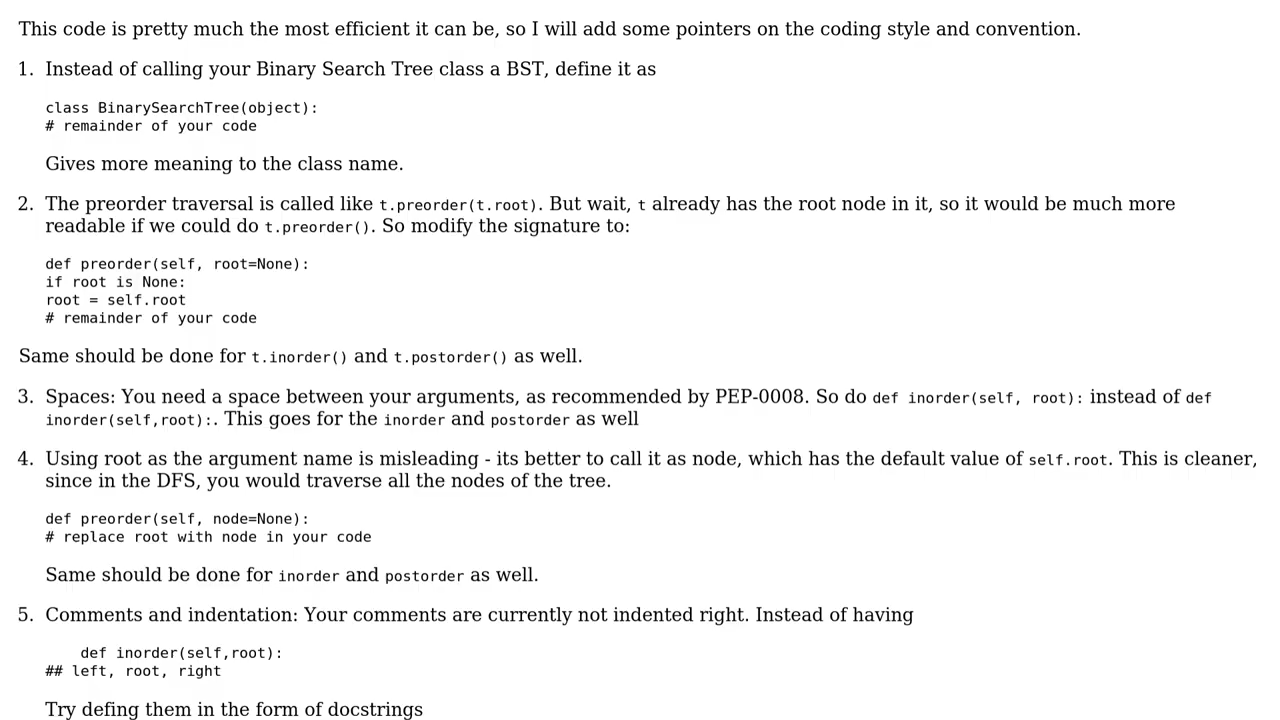 This code is pretty much the most efficient it can be, so I will add some pointers on the coding style and convention.
1. Instead of calling your Binary Search Tree class a BST, define it as
class BinarySearchTree(object):
# remainder of your code
Gives more meaning to the class name.
2. The preorder traversal is called like t.preorder(t.root). But wait, t already has the root node in it, so it would be much more
readable if we could do t.preorder(). So modify the signature to:
def preorder(self, root=None):
if root is None:
root = self.root
# remainder of your code
Same should be done for t.inorder() and t.postorder() as well.
3. Spaces: You need a space between your arguments, as recommended by PEP-0008. So do def inorder(self, root): instead of def
inorder(self,root):. This goes for the inorder and postorder as well
4. Using root as the argument name is misleading - its better to call it as node, which has the default value of self.root. This is cleaner,
since in the DFS, you would traverse all the nodes of the tree.
def preorder(self, node=None):
# replace root with node in your code
Same should be done for inorder and postorder as well.
5. Comments and indentation: Your comments are currently not indented right. Instead of having
    def inorder(self,root):
## left, root, right
Try defing them in the form of docstrings